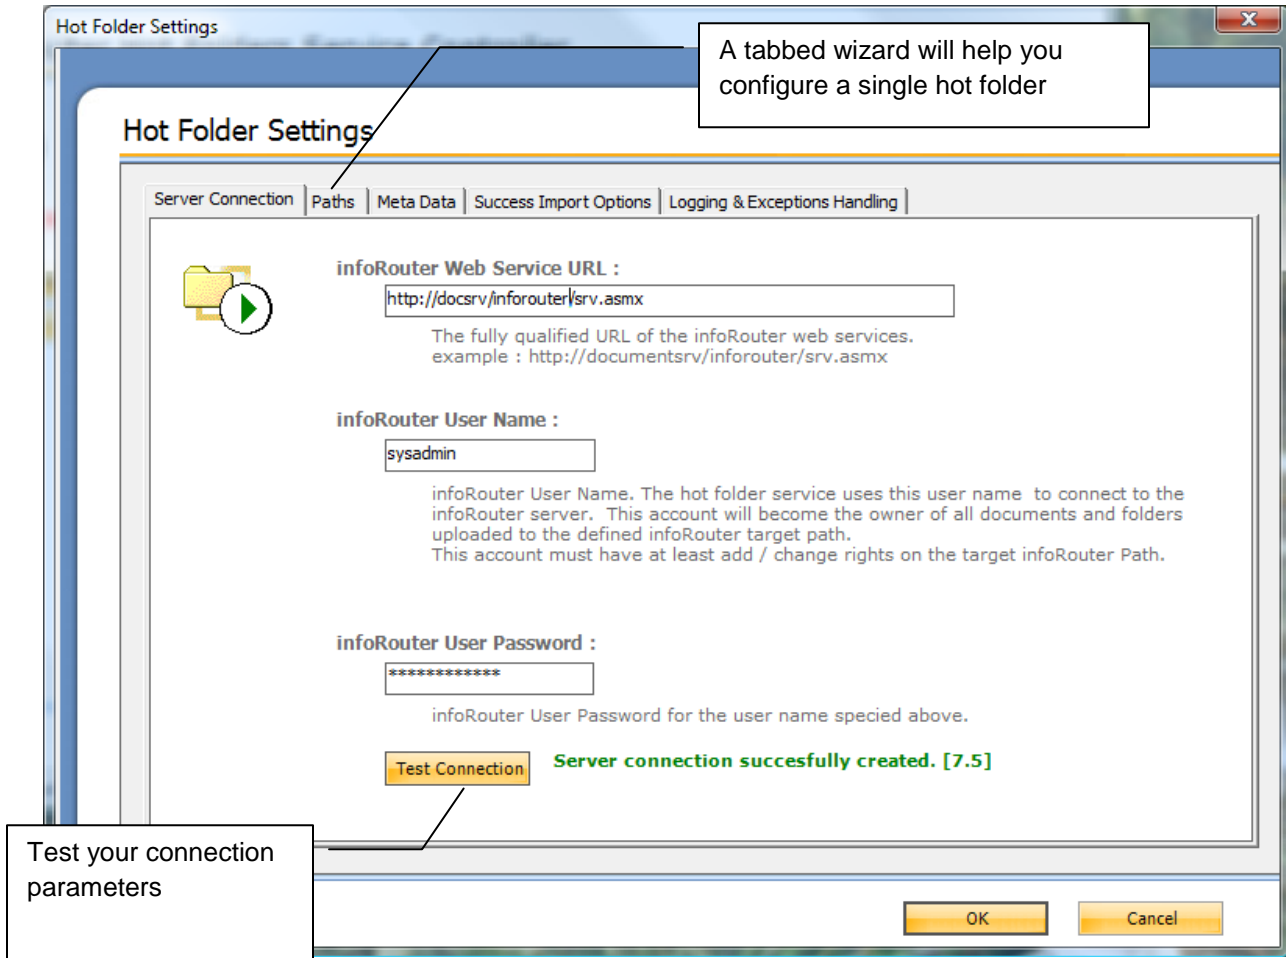 Hot Folder Settings
X
A tabbed wizard will help you
configure a single hot folder
Hot Folder Settings
Server Connection Paths Meta Data Success Import Options Logging & Exceptions Handling
infoRouter Web Service URL :
http://docsrv/inforouter/srv.asmx
The fully qualified URL of the infoRouter web services.
example : http://documentsrv/inforouter/srv.asmx
infoRouter User Name :
sysadmin
infoRouter User Name. The hot folder service uses this user name to connect to the
infoRouter server. This account will become the owner of all documents and folders
uploaded to the defined infoRouter target path.
This account must have at least add / change rights on the target infoRouter Path.
infoRouter User Password :
************
infoRouter User Password for the user name specied above.
Test Connection Server connection succesfully created. [7.5]
Test your connection
parameters
OK Cancel